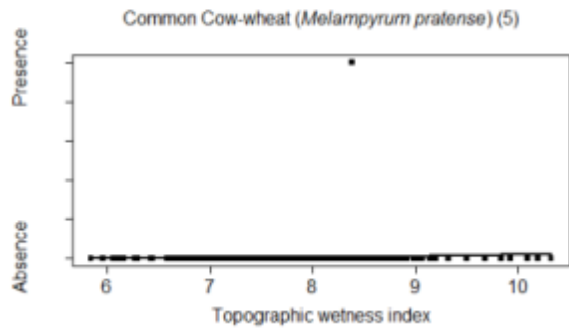 Common Cow-wheat (Melampyrum pratense) (5)
Presence
Absence
6 7 8 9 10
Topographic wetness index